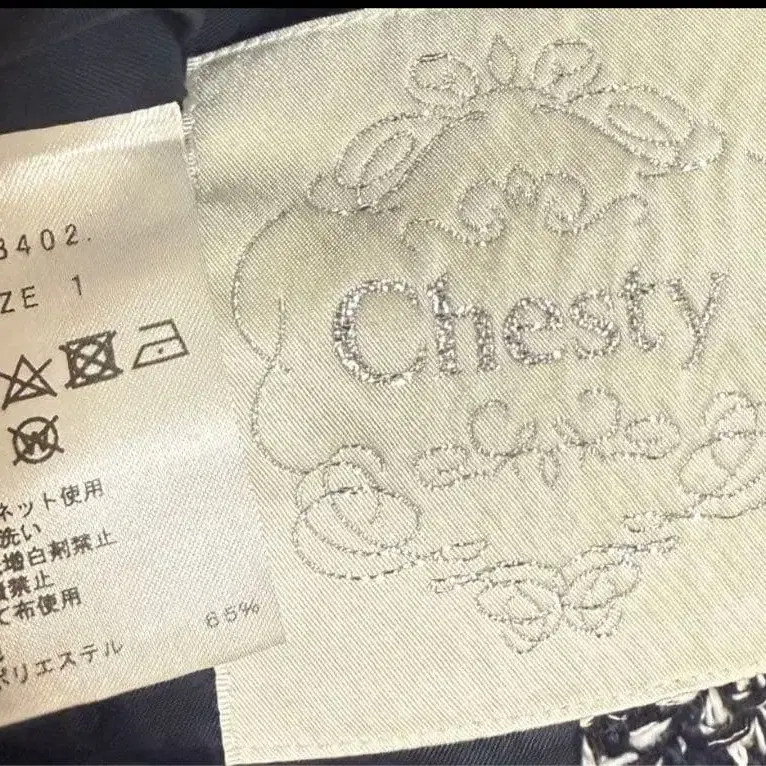 3402.
ZE 1
W
ネット使用
洗い
増白剤禁止
禁止
て布使用
65%
ポリエステル
Chesty